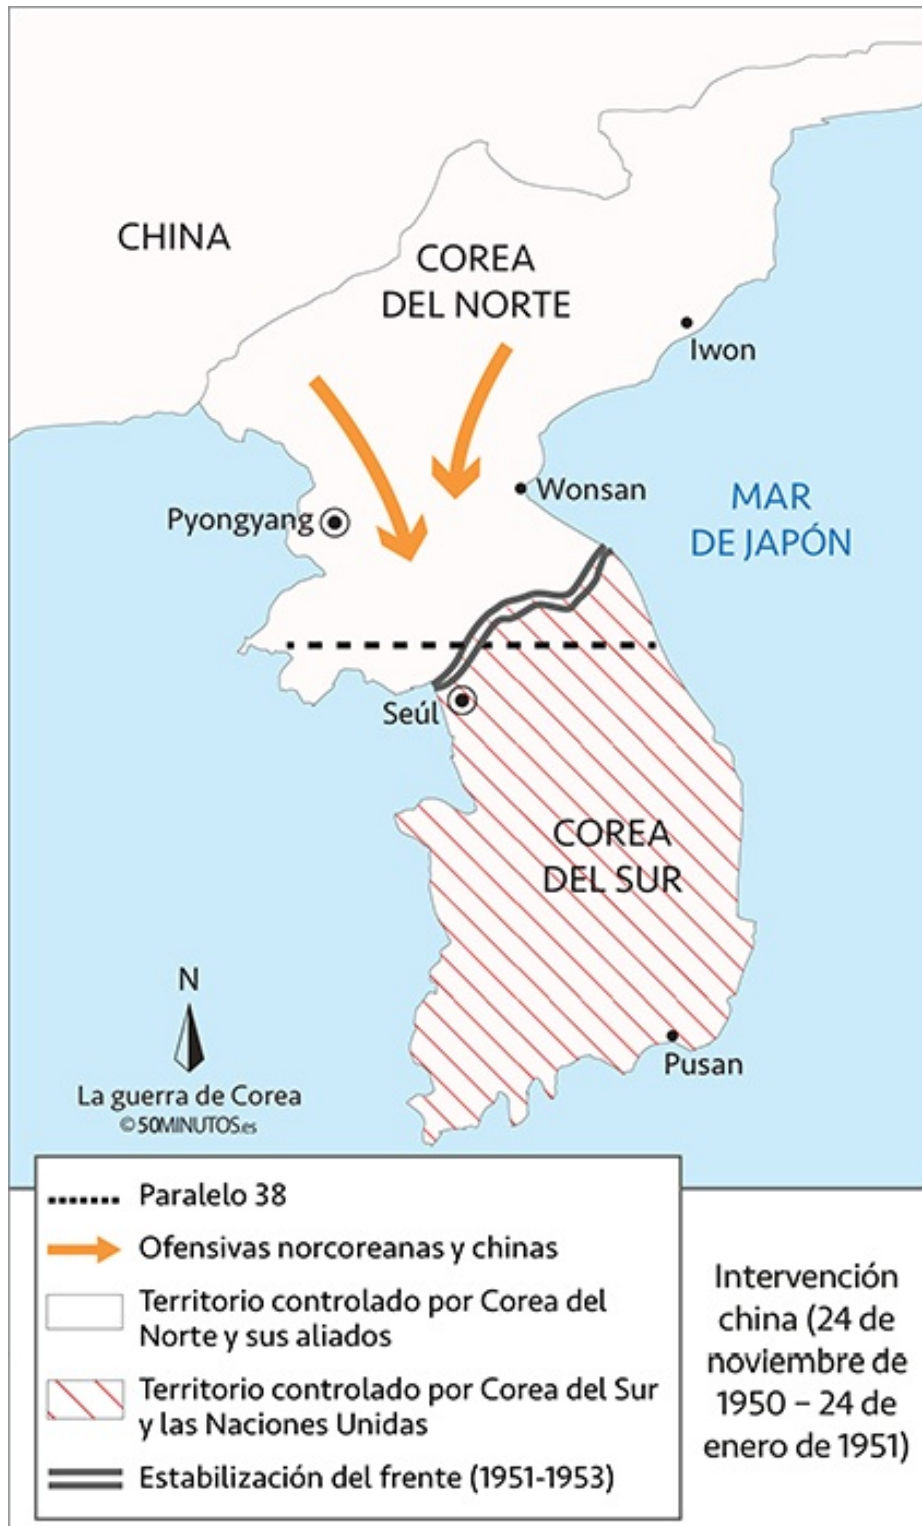 CHINA
COREA
DEL NORTE
Iwon
Wonsan
Pyongyang
MAR
DE JAPÓN
Seúl
COREA
DEL SUR
N
Pusan
La guerra de Corea
©50MINUTOS.es
Paralelo 38
Ofensivas norcoreanas y chinas
Territorio controlado por Corea del
Norte y sus aliados
Territorio controlado por Corea del Sur
y las Naciones Unidas
Estabilización del frente (1951-1953)
Intervención
china (24 de
noviembre de
1950 – 24 de
enero de 1951)